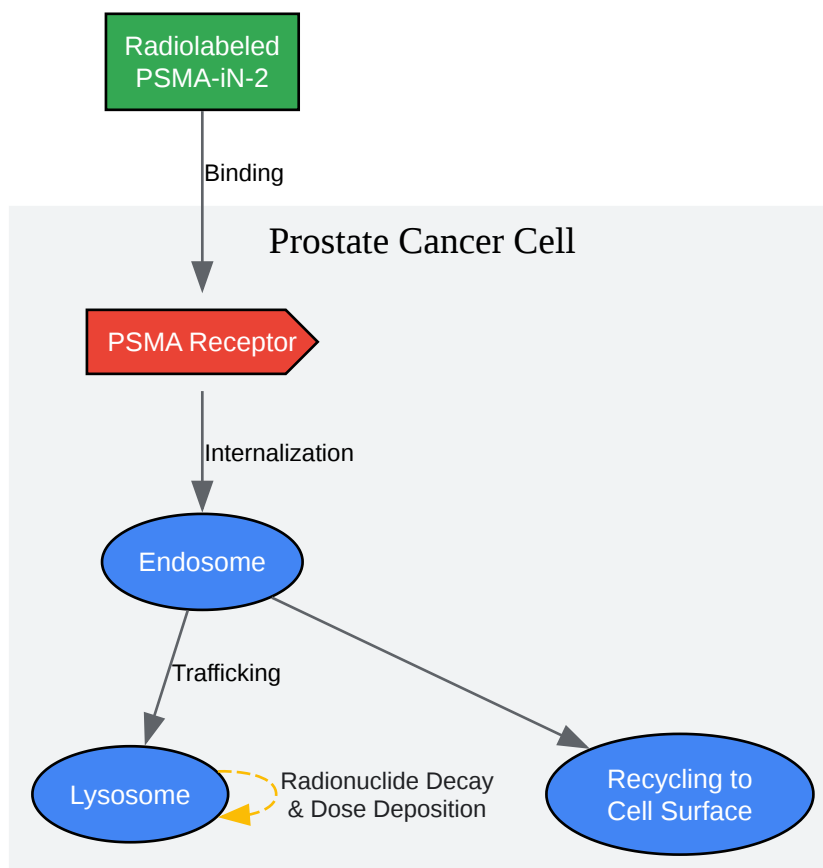 Radiolabeled
PSMA-iN-2
Binding
Prostate Cancer Cell
PSMA Receptor
Internalization
Endosome
Trafficking
Lysosome
Radionuclide Decay
& Dose Deposition
Recycling to
Cell Surface